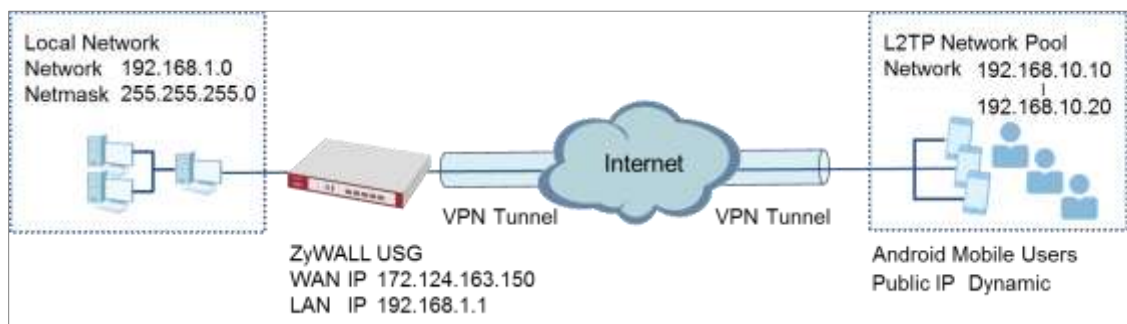 Local Network
Network 192.168.1.0
Netmask 255.255.255.0
L2TP Network Pool
Network 192.168.10.10
192.168.10.20
Internet
VPN Tunnel
VPN Tunnel
ZyWALL USG
WAN IP 172.124.163.150
LAN IP 192.168.1.1
Android Mobile Users
Public IP Dynamic